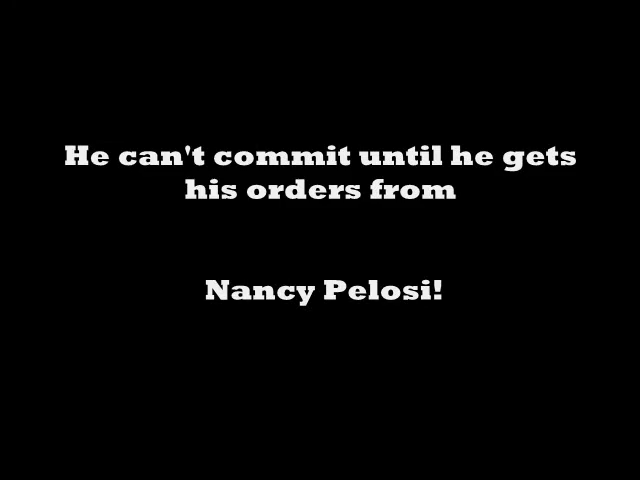 He can't commit until he gets
his orders from
Nancy Pelosi!